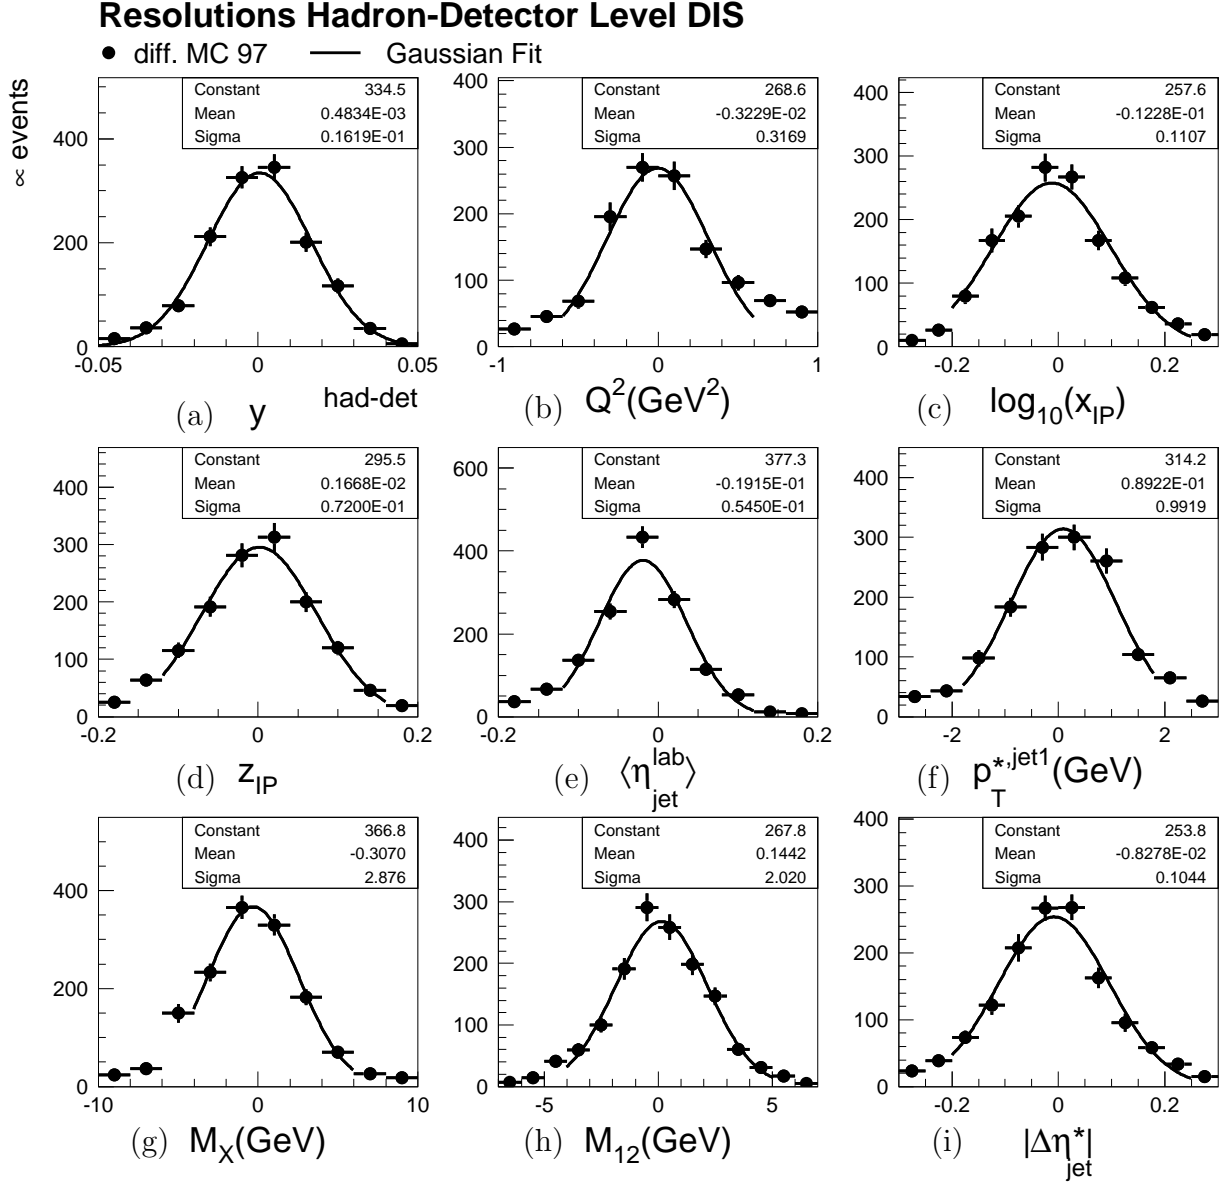 Resolutions Hadron-Detector Level DIS
diff. MC 97 Gaussian Fit
∝ events
Constant 334.5
Mean 0.4834E-03
Sigma 0.1619E-01
400
200
0
-0.05 0 0.05
had-det
(a) y
Constant 268.6
Mean -0.3229E-02
Sigma 0.3169
400
300
200
100
0
-1 0 1
(b) Q²(GeV²)
Constant 257.6
Mean -0.1228E-01
Sigma 0.1107
400
300
200
100
0
-0.2 0 0.2
(c) log₁₀(x_IP)
Constant 295.5
Mean 0.1668E-02
Sigma 0.7200E-01
400
300
200
100
0
-0.2 0 0.2
(d) z_IP
Constant 377.3
Mean -0.1915E-01
Sigma 0.5450E-01
600
400
200
0
-0.2 0 0.2
(e) ⟨η_jet^lab⟩
Constant 314.2
Mean 0.8922E-01
Sigma 0.9919
400
300
200
100
0
-2 0 2
(f) p_T^*,jet1(GeV)
Constant 366.8
Mean -0.3070
Sigma 2.876
400
200
0
-10 0 10
(g) M_X(GeV)
Constant 267.8
Mean 0.1442
Sigma 2.020
400
300
200
100
0
-5 0 5
(h) M₁₂(GeV)
Constant 253.8
Mean -0.8278E-02
Sigma 0.1044
400
300
200
100
0
-0.2 0 0.2
(i) |Δη*_jet|